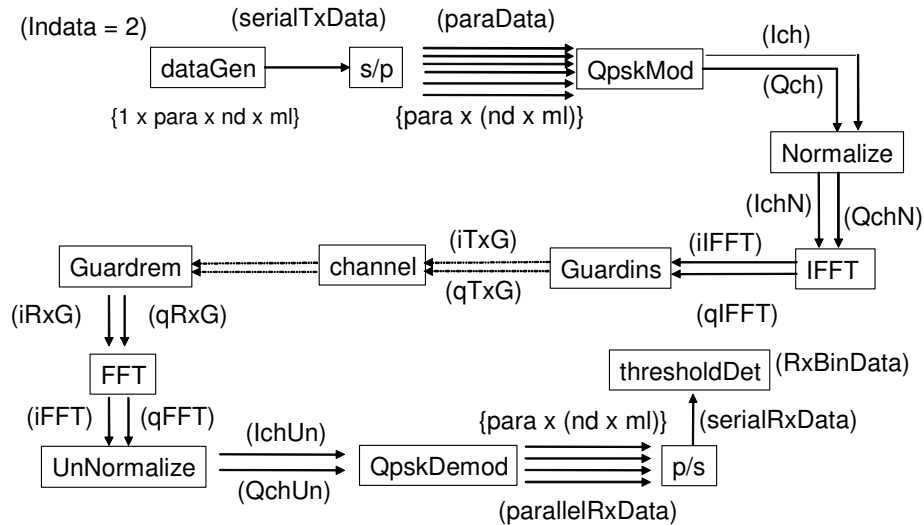 (Indata = 2)
(serialTxData)
(paraData)
dataGen
s/p
QpskMod
(Ich)
(Qch)
{1 x para x nd x ml}
{para x (nd x ml)}
Normalize
(IchN)
(QchN)
Guardrem
channel
(iTxG)
(qTxG)
Guardins
(iIFFT)
(qIFFT)
IFFT
(iRxG)
(qRxG)
FFT
(iFFT)
(qFFT)
UnNormalize
(IchUn)
(QchUn)
QpskDemod
{para x (nd x ml)}
(parallelRxData)
p/s
(serialRxData)
thresholdDet
(RxBinData)